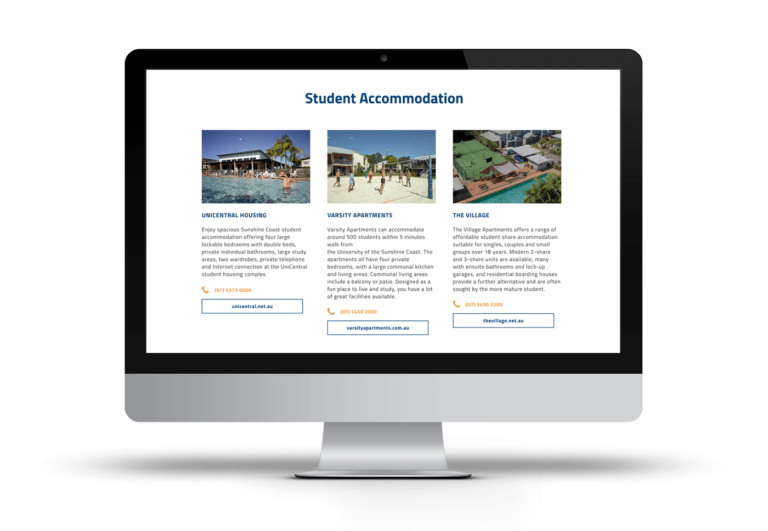 Student Accommodation
UNICENTRAL HOUSING
Enjoy spacious Sunshine Coast student
accommodation offering four large
lockable bedrooms with double beds,
private individual bathrooms, large study
areas, two wardrobes, private telephone
and Internet connection at the UniCentral
student housing complex.
(07) 5373 0000
unicentral.net.au
VARSITY APARTMENTS
Varsity Apartments can accommodate
around 500 students within 5 minutes
walk from
the University of the Sunshine Coast. The
apartments all have four private
bedrooms, with a large communal kitchen
and living areas. Communal living areas
include a balcony or patio. Designed as a
fun place to live and study, you have a lot
of great facilities available.
(07) 5450 2000
varsityapartments.com.au
THE VILLAGE
The Village Apartments offers a range of
affordable student share accommodation
suitable for singles, couples and small
groups over 18 years. Modern 2-share
and 3-share units are available, many
with ensuite bathrooms and lock-up
garages, and residential boarding houses
provide a further alternative and are often
sought by the more mature student.
(07) 5450 2500
thevillage.net.au